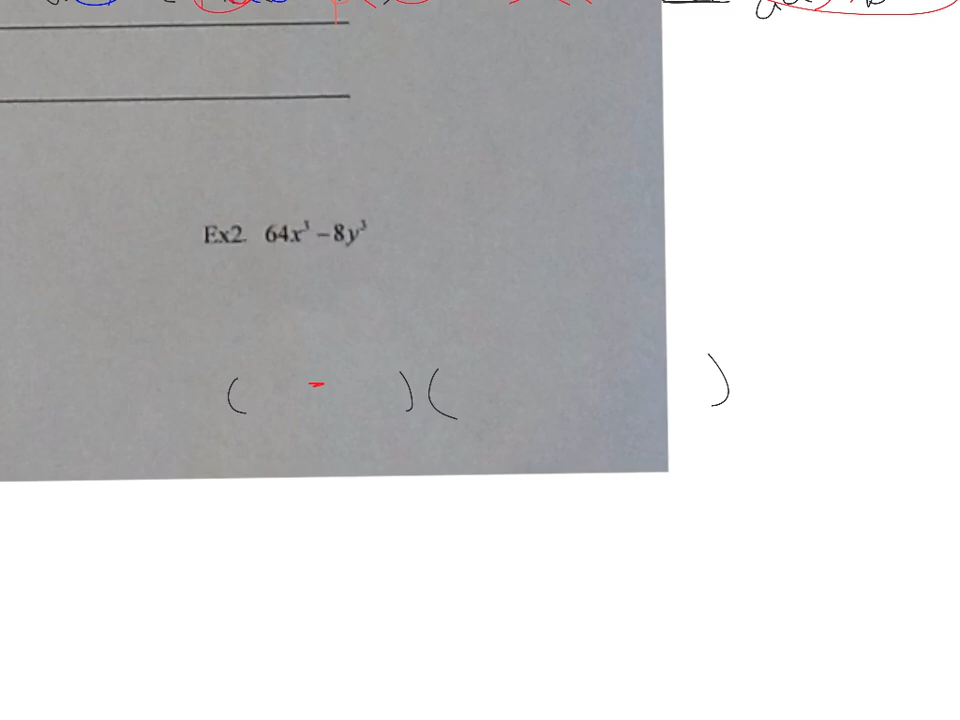 Ex2. 64x³ – 8y³
( - )( )